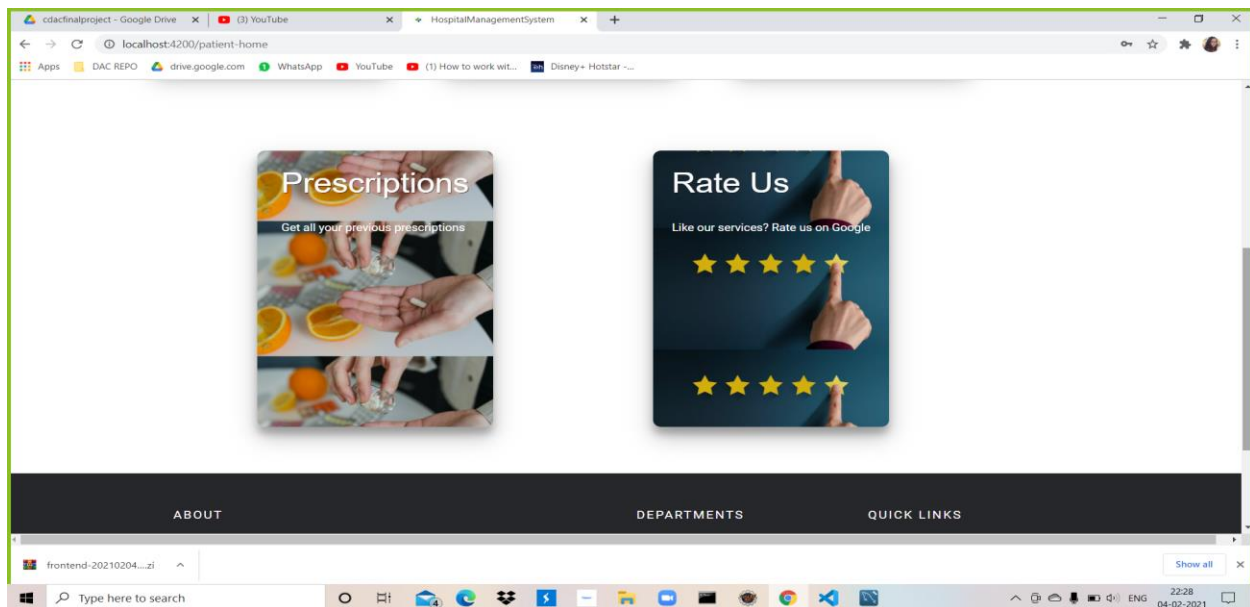 cdacfinalproject - Google Drive
(3) YouTube
HospitalManagementSystem
localhost:4200/patient-home
Apps
DAC REPO
drive.google.com
WhatsApp
YouTube
(1) How to work wit...
Disney+ Hotstar -...
Prescriptions
Get all your previous prescriptions
Rate Us
Like our services? Rate us on Google
ABOUT
DEPARTMENTS
QUICK LINKS
frontend-20210204....zi
Show all
Type here to search
4
ENG
22:28
04-02-2021